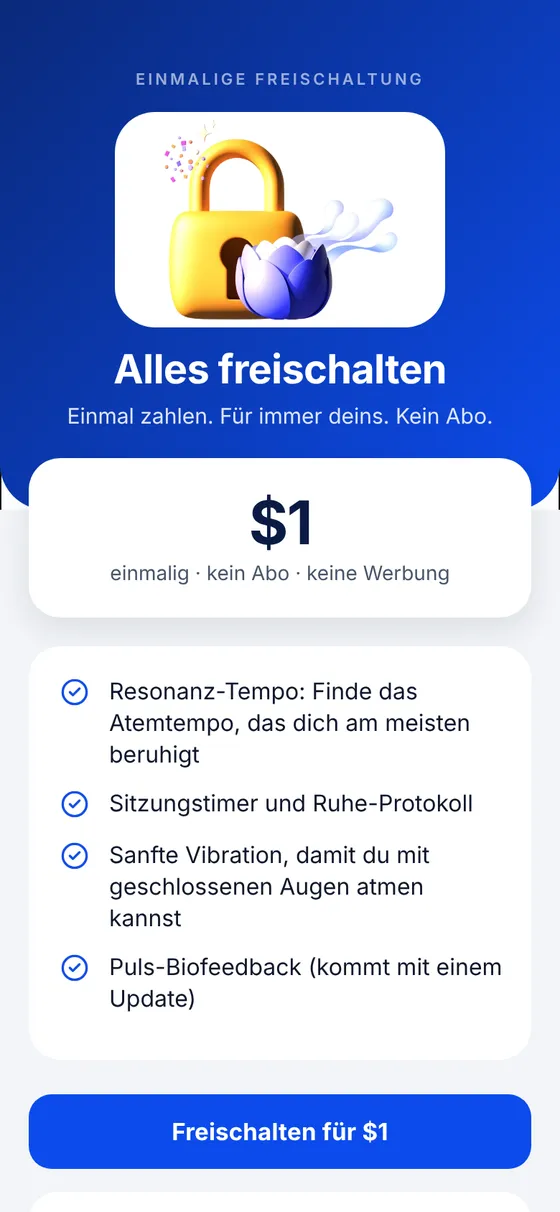 EINMALIGE FREISCHALTUNG
Alles freischalten
Einmal zahlen. Für immer deins. Kein Abo.
$1
einmalig · kein Abo · keine Werbung
Resonanz-Tempo: Finde das
Atemtempo, das dich am meisten
beruhigt
Sitzungstimer und Ruhe-Protokoll
Sanfte Vibration, damit du mit
geschlossenen Augen atmen
kannst
Puls-Biofeedback (kommt mit einem
Update)
Freischalten für $1